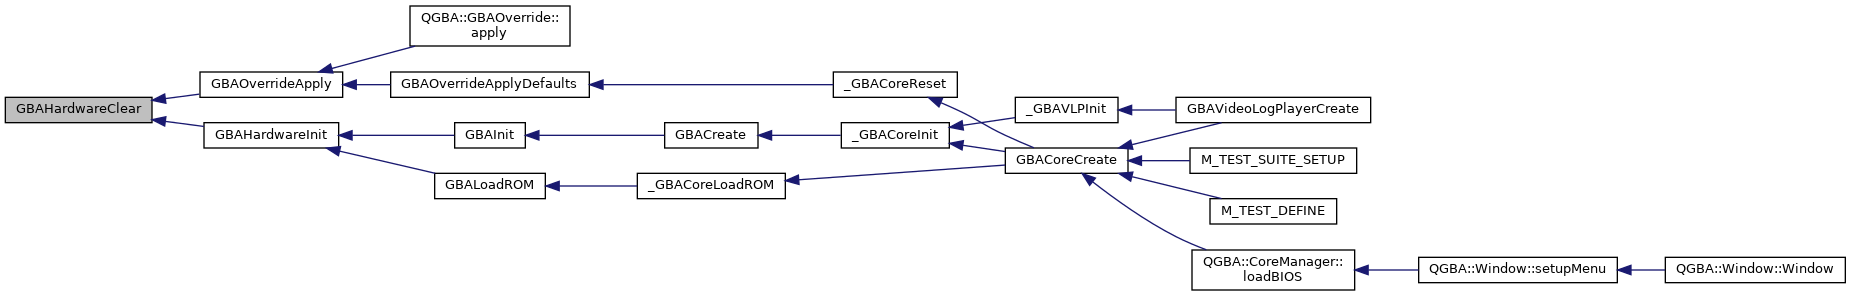 QGBA::GBAOverride::
apply
GBAHardwareClear
GBAOverrideApply
GBAOverrideApplyDefaults
_GBACoreReset
GBAHardwareInit
GBAInit
GBACreate
_GBACoreInit
_GBAVLPInit
GBAVideoLogPlayerCreate
GBACoreCreate
M_TEST_SUITE_SETUP
GBALoadROM
_GBACoreLoadROM
M_TEST_DEFINE
QGBA::CoreManager::
loadBIOS
QGBA::Window::setupMenu
QGBA::Window::Window